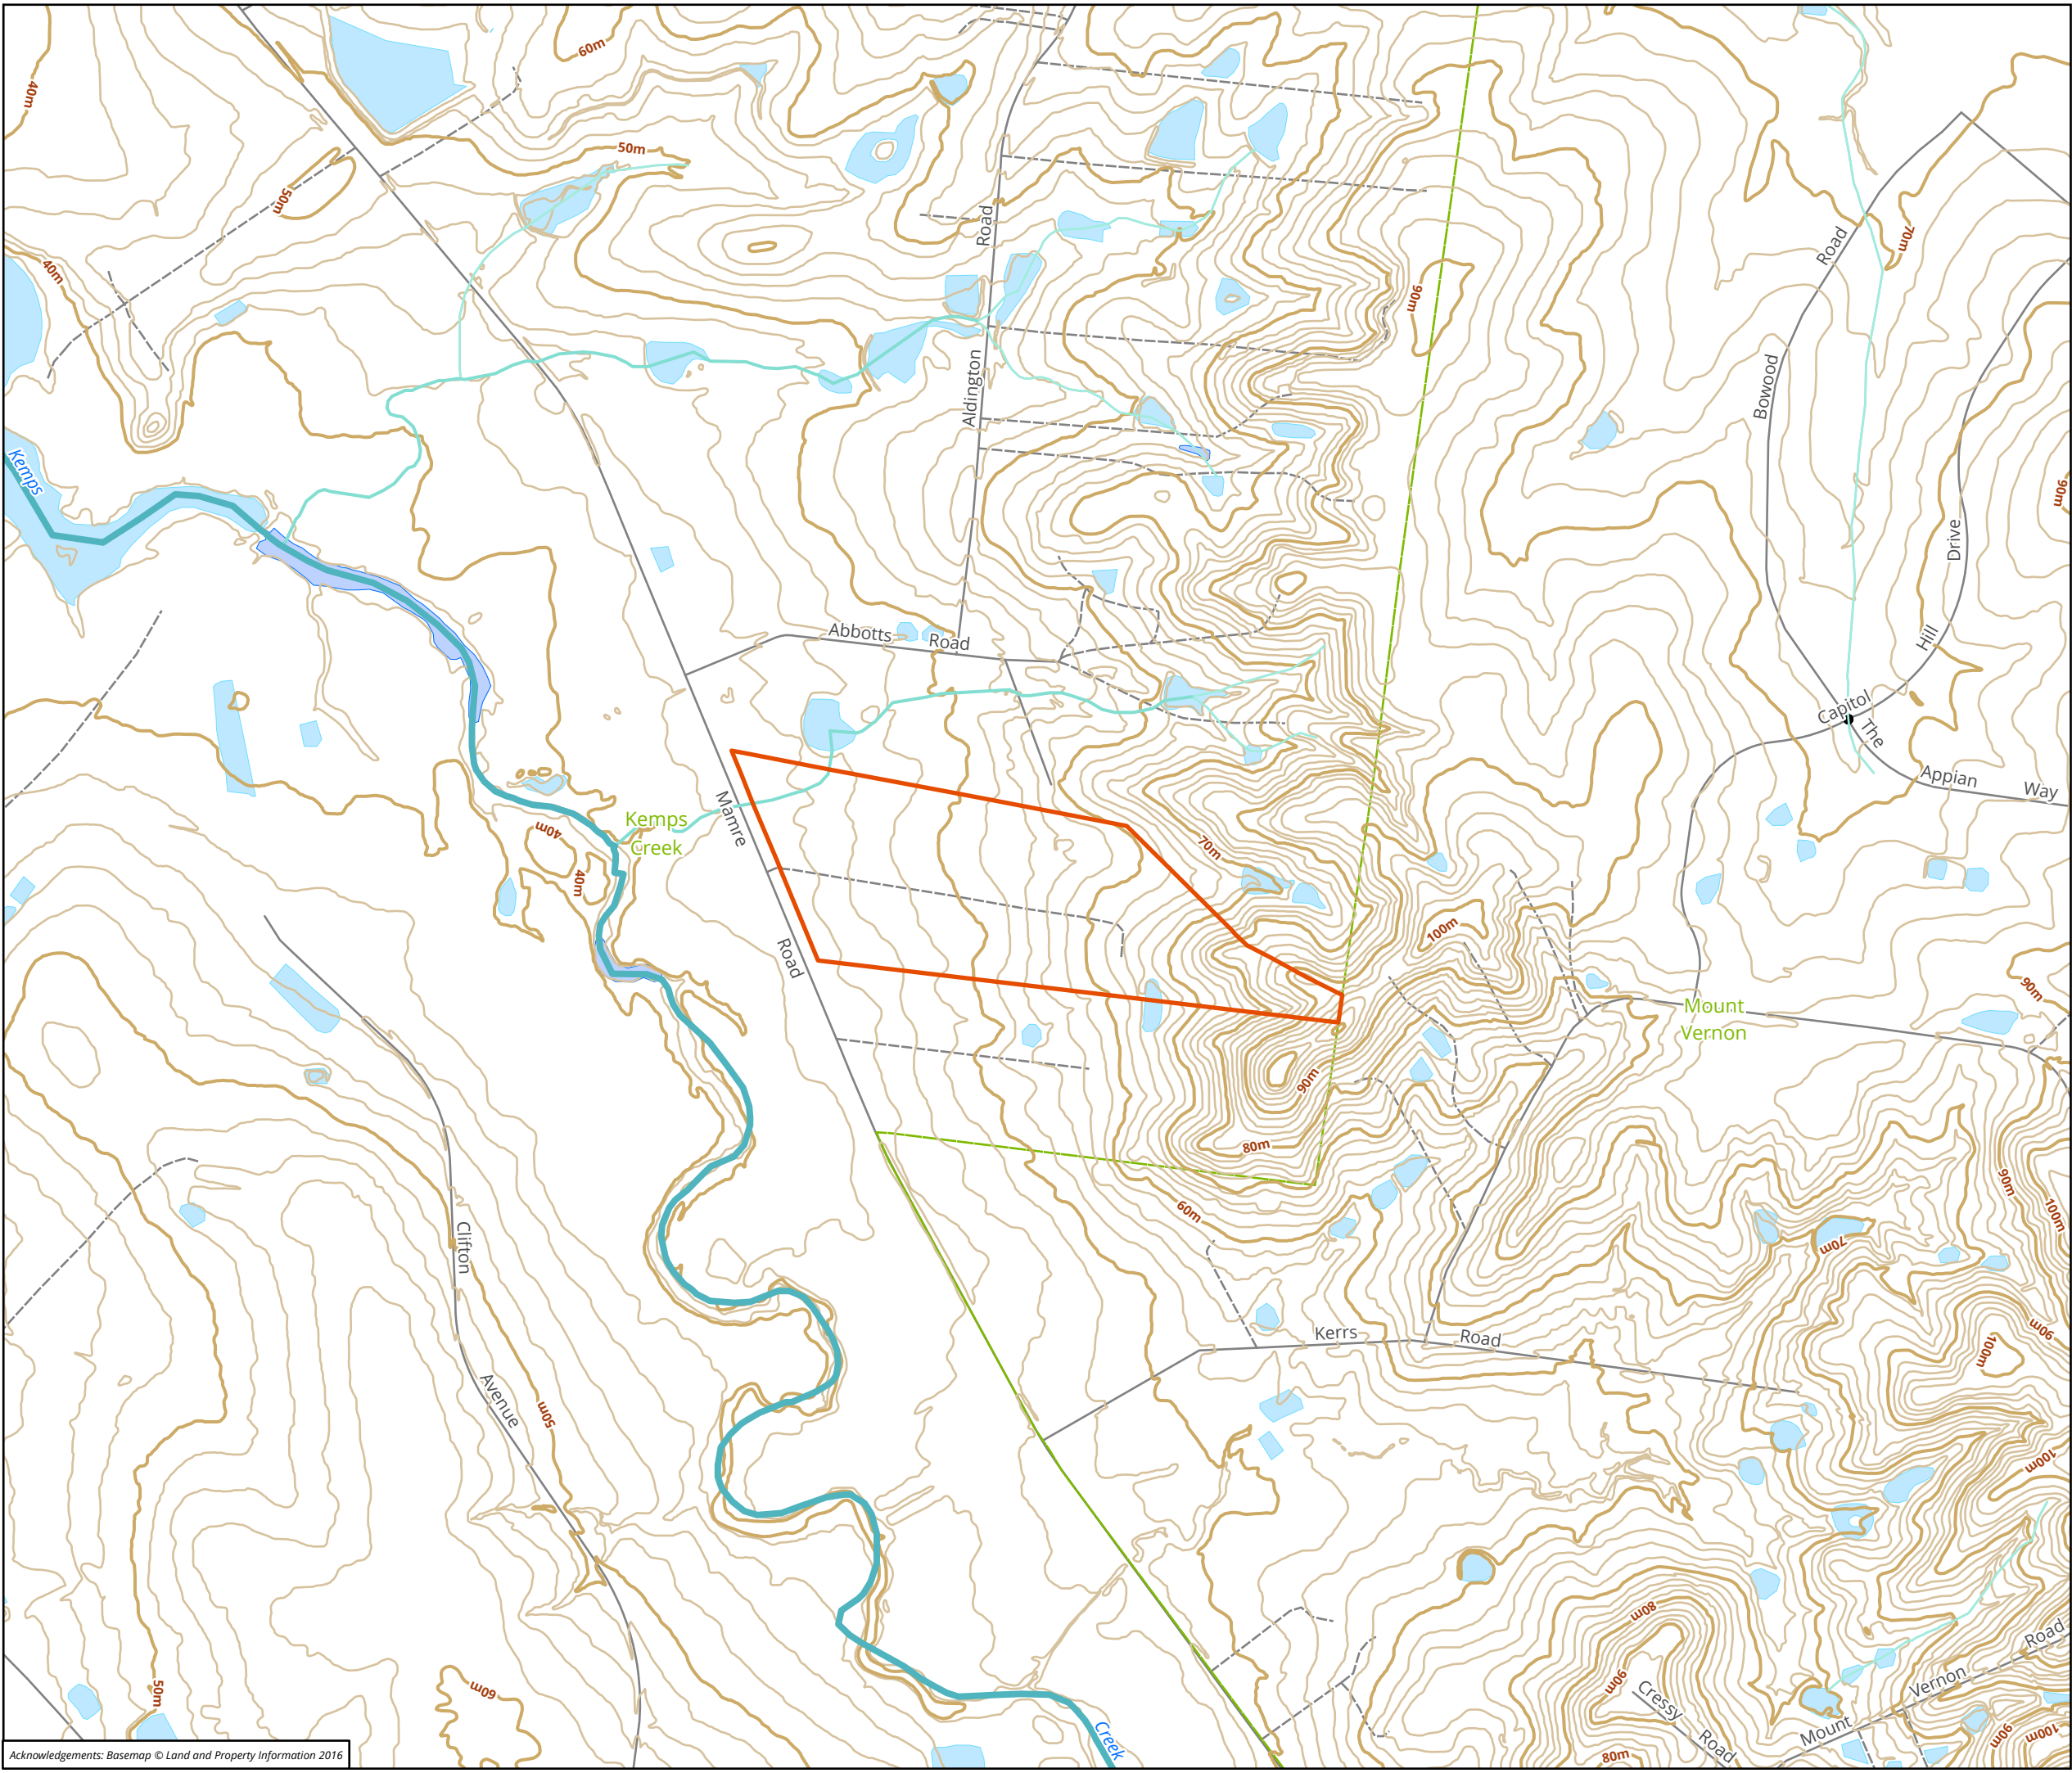 60m
40m
50m
50m
Road
Road
70m
40m
90m
Aldington
Bowood
Kemps
90m
Drive
Abbotts
Road
Hill
Capitol
The
Appian
Way
Mamre
Kemps
Creek
40m
70m
40m
100m
Road
90m
Mount
Vernon
90m
80m
90m
60m
100m
Clifton
70m
Kerrs
Road
90m
100m
Avenue
50m
100m
80m
Road
90m
Vernon
50m
60m
Cressy
Creek
Mount
Road
90m
100m
80m
Acknowledgements: Basemap © Land and Property Information 2016